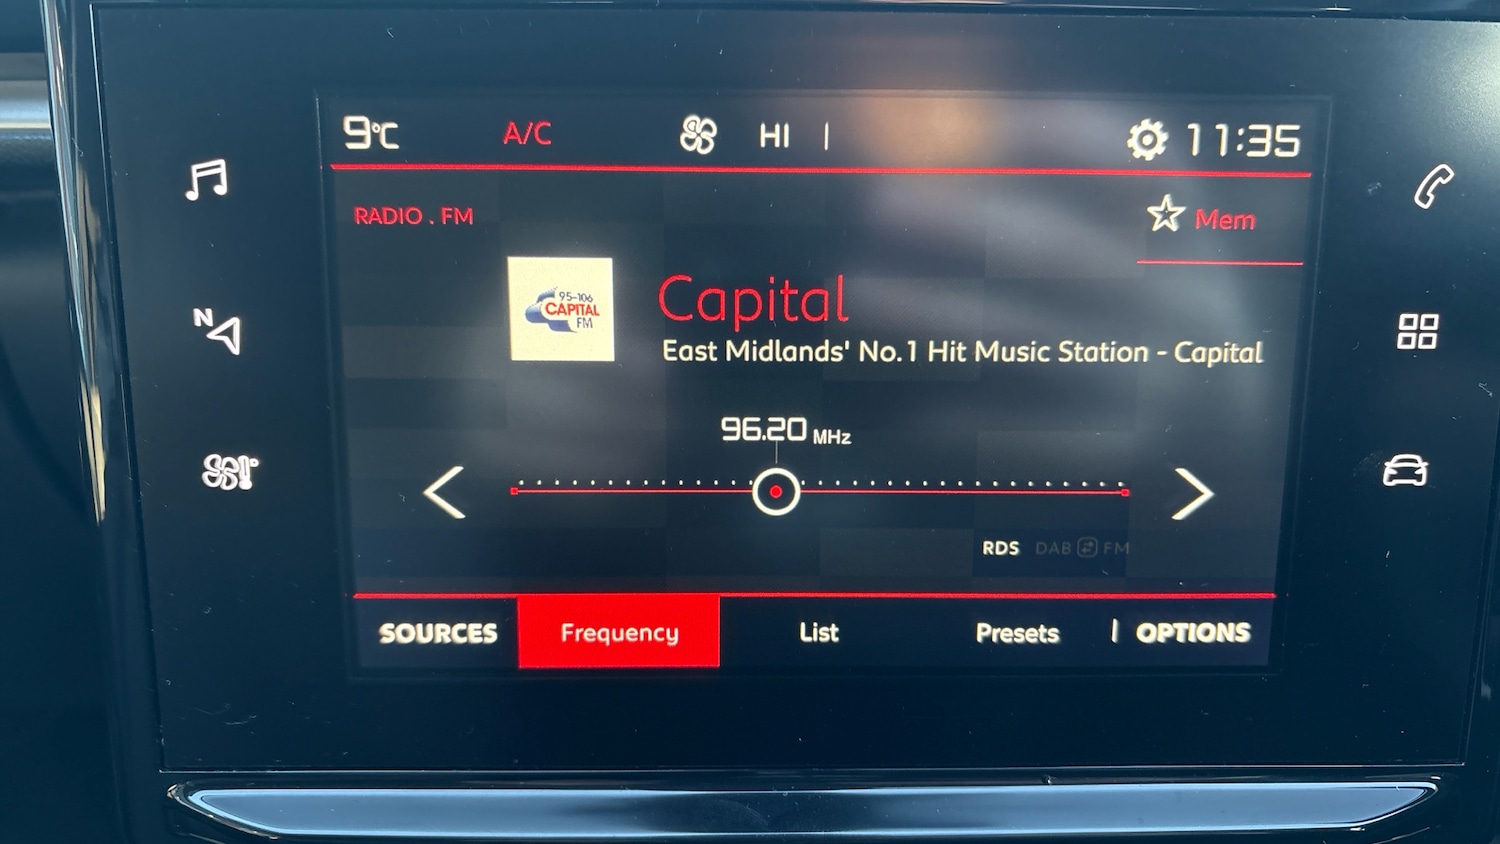 9°C A/C HI 11:35
RADIO . FM
Mem
95-106
CAPITAL
FM
Capital
East Midlands' No.1 Hit Music Station - Capital
96.20 MHz
RDS DAB FM
SOURCES Frequency List Presets OPTIONS
N